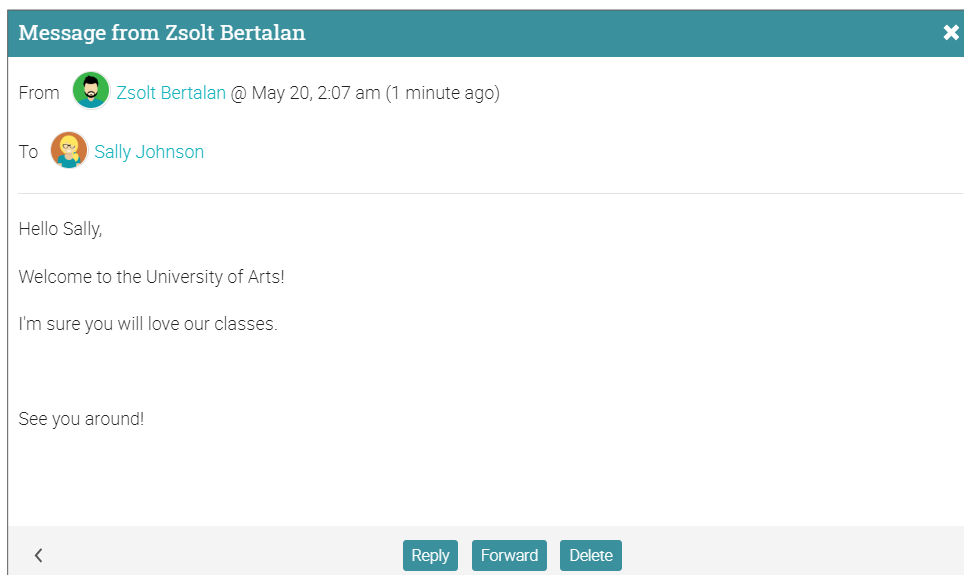 Message from Zsolt Bertalan
From Zsolt Bertalan @ May 20, 2:07 am (1 minute ago)
To Sally Johnson
Hello Sally,
Welcome to the University of Arts!
I'm sure you will love our classes.
See you around!
Reply Forward Delete